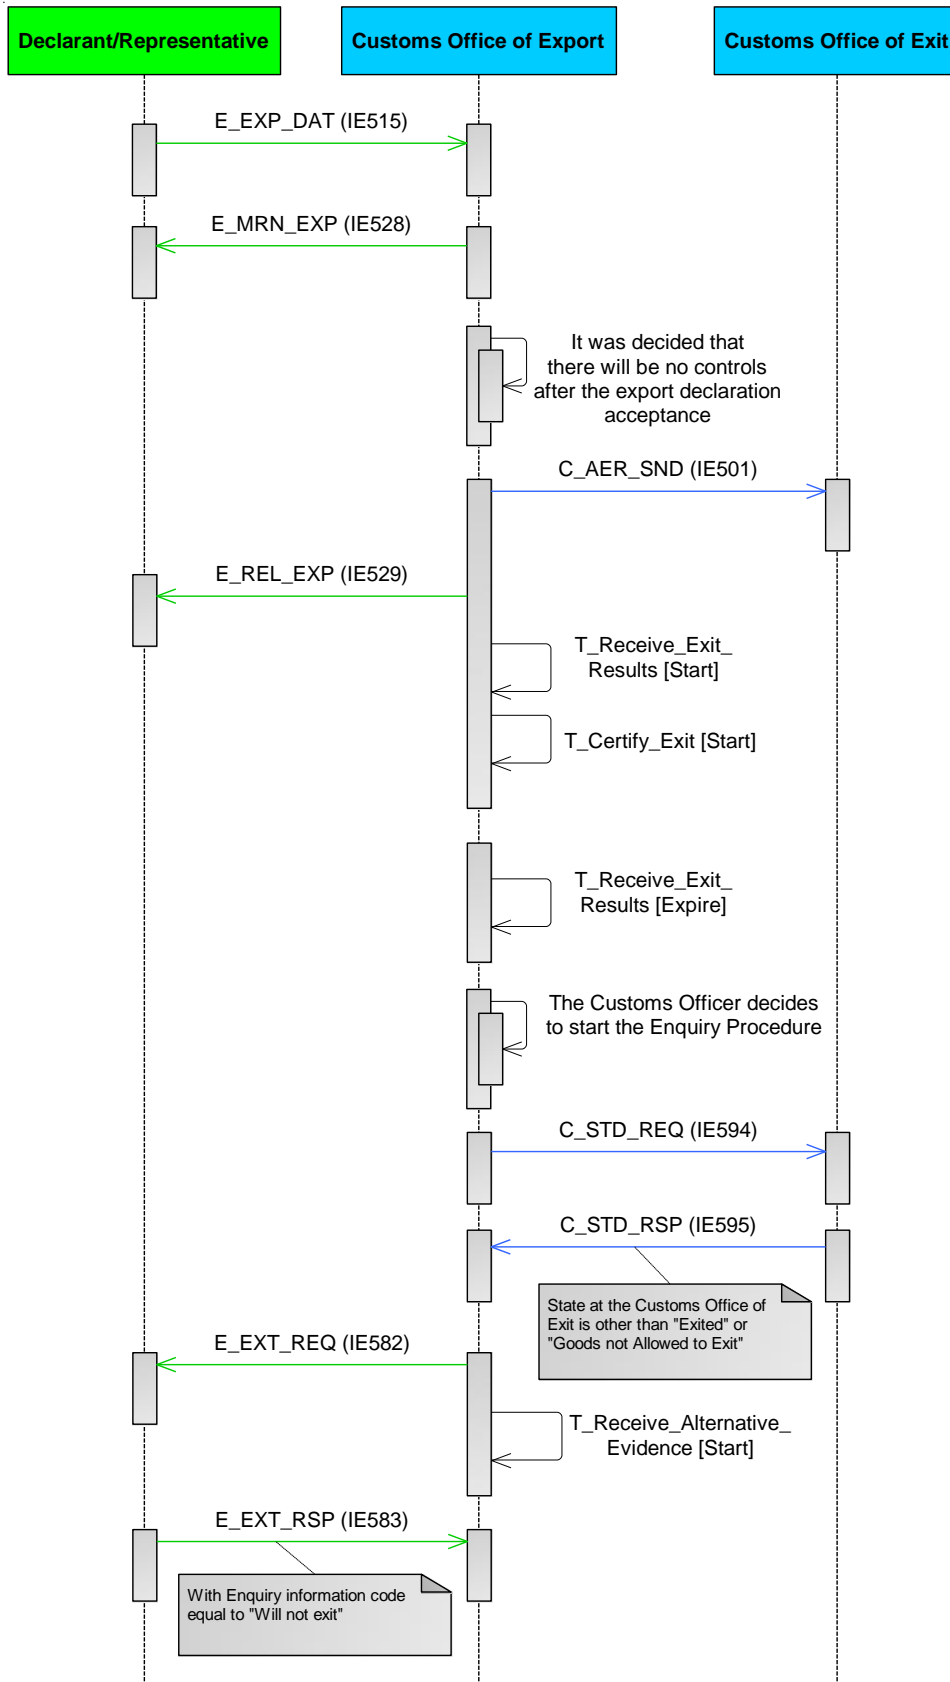 Declarant/Representative
Customs Office of Export
Customs Office of Exit
E_EXP_DAT (IE515)
E_MRN_EXP (IE528)
It was decided that
there will be no controls
after the export declaration
acceptance
C_AER_SND (IE501)
E_REL_EXP (IE529)
T_Receive_Exit_
Results [Start]
T_Certify_Exit [Start]
T_Receive_Exit_
Results [Expire]
The Customs Officer decides
to start the Enquiry Procedure
C_STD_REQ (IE594)
C_STD_RSP (IE595)
State at the Customs Office of
Exit is other than "Exited" or
"Goods not Allowed to Exit"
E_EXT_REQ (IE582)
T_Receive_Alternative_
Evidence [Start]
E_EXT_RSP (IE583)
With Enquiry information code
equal to "Will not exit"